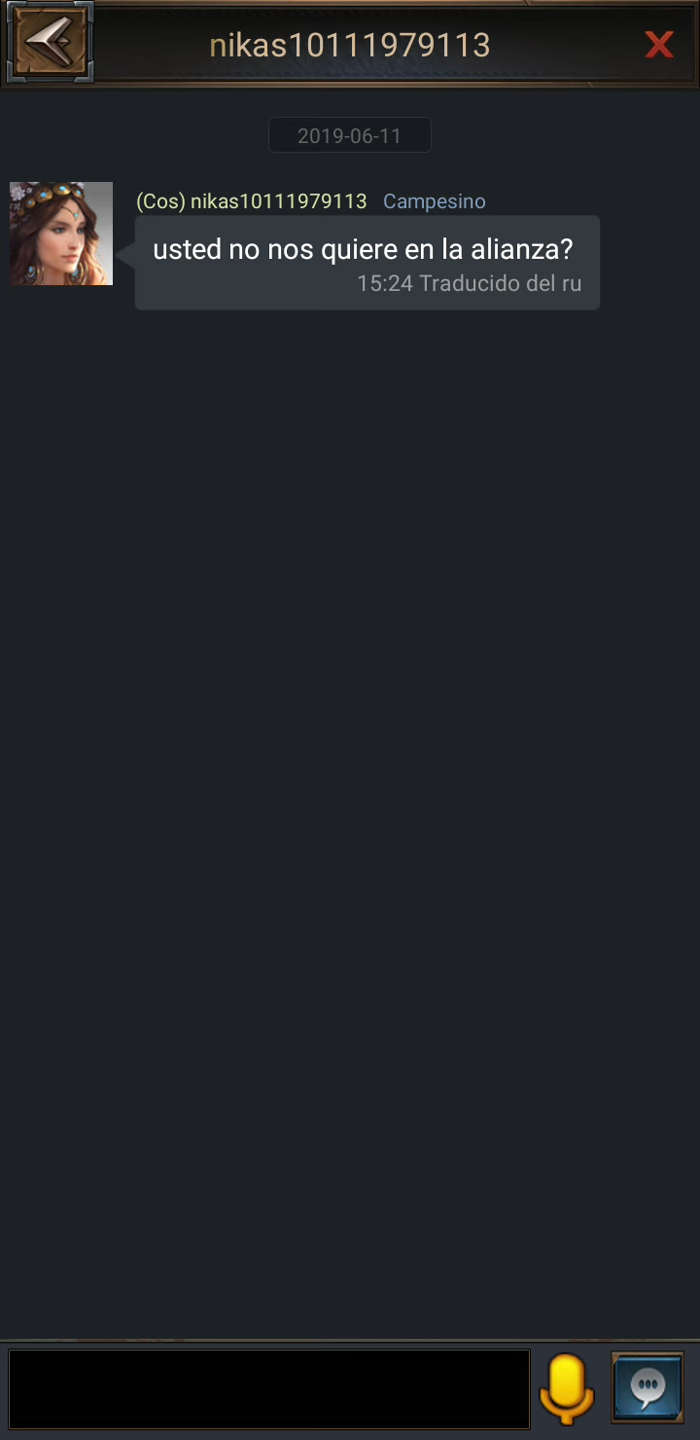 nikas10111979113
2019-06-11
(Cos) nikas10111979113 Campesino
usted no nos quiere en la alianza?
15:24 Traducido del ru